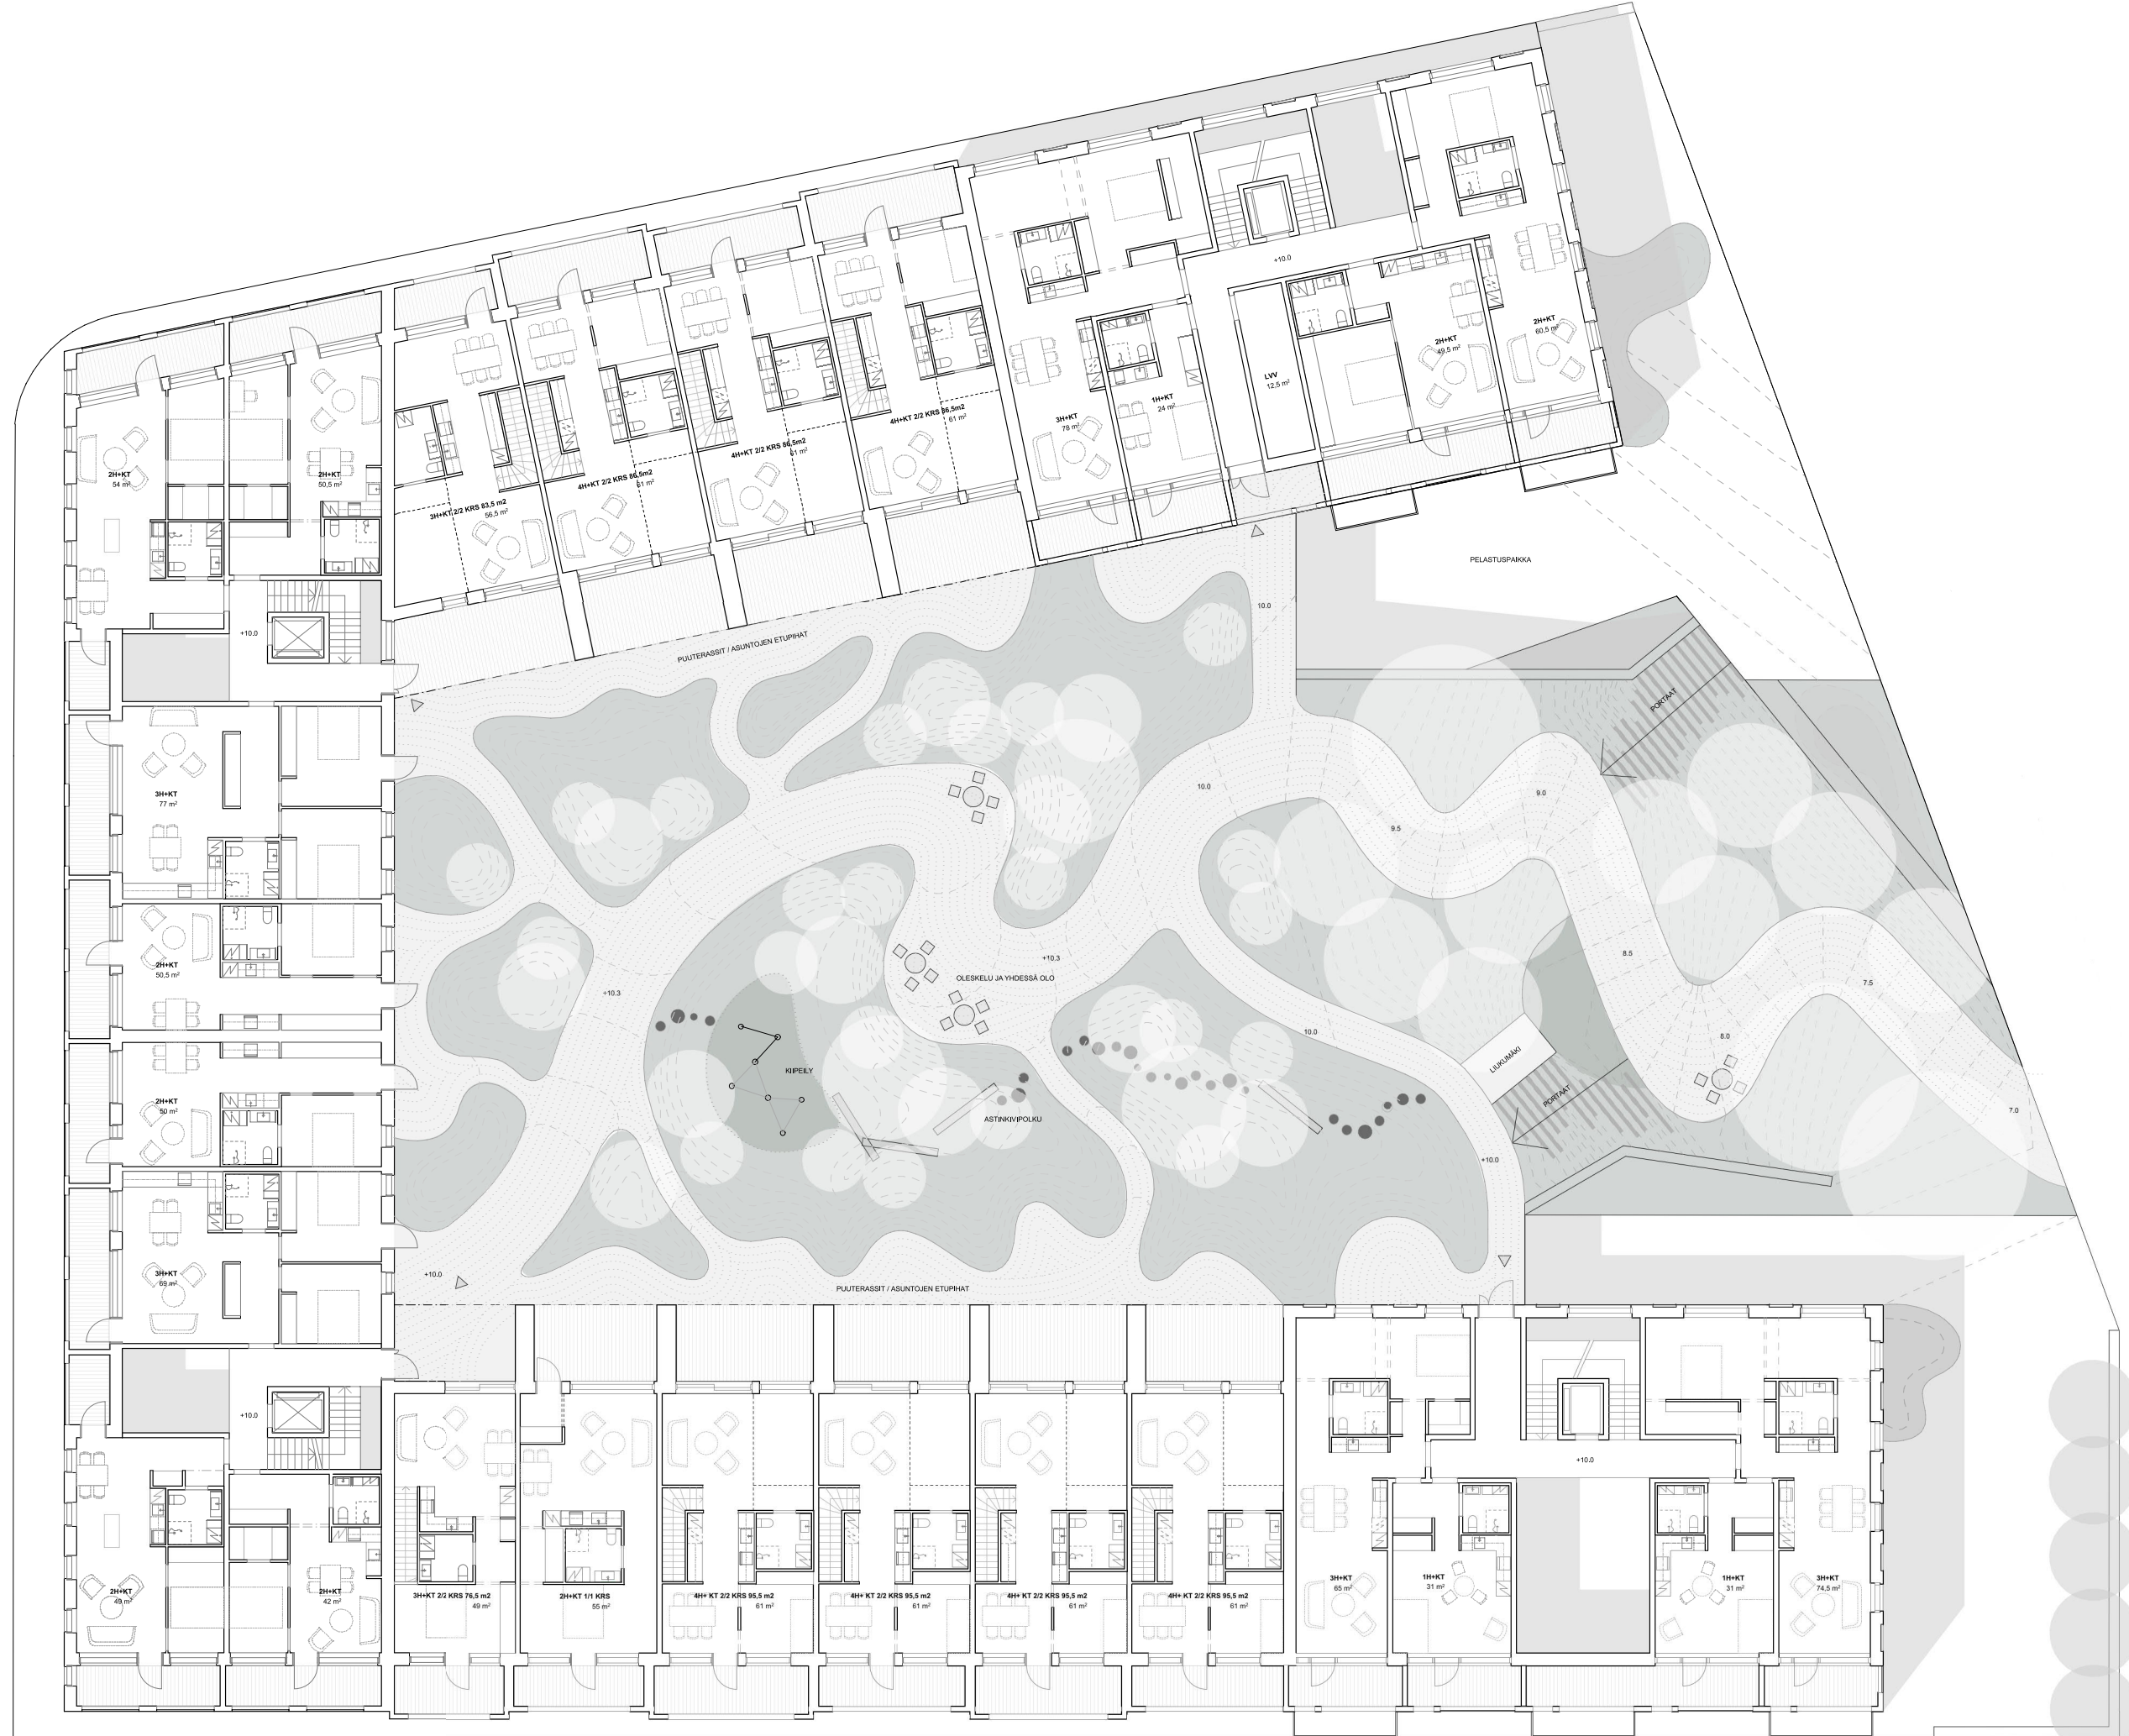 +10.0
2H+KT
60,5 m²
2H+KT
49,5 m²
LVV
12,5 m²
1H+KT
24 m²
3H+KT
78 m²
4H+KT 2/2 KRS 86,5m2
61 m²
4H+KT 2/2 KRS 86,5m2
61 m²
4H+KT 2/2 KRS 86,5m2
61 m²
3H+KT 2/2 KRS 83,5 m2
56,5 m²
2H+KT
54 m²
2H+KT
50,5 m²
PELASTUSPAIKKA
10.0
+10.0
PUUTERASSIT / ASUNTOJEN ETUPIHAT
PORTAAT
3H+KT
77 m²
10.0
9.0
9.5
2H+KT
50,5 m²
+10.3
OLESKELU JA YHDESSÄ OLO
+10.3
8.5
7.5
10.0
8.0
LIUKUMÄKI
KIIPEILY
2H+KT
50 m²
PORTAAT
ASTINKIVIPOLKU
7.0
+10.0
3H+KT
69 m²
+10.0
PUUTERASSIT / ASUNTOJEN ETUPIHAT
+10.0
+10.0
2H+KT
49 m²
2H+KT
42 m²
3H+KT 2/2 KRS 76,5 m2
49 m²
2H+KT 1/1 KRS
55 m²
4H+ KT 2/2 KRS 95,5 m2
61 m²
4H+ KT 2/2 KRS 95,5 m2
61 m²
4H+ KT 2/2 KRS 95,5 m2
61 m²
4H+ KT 2/2 KRS 95,5 m2
61 m²
3H+KT
65 m²
1H+KT
31 m²
1H+KT
31 m²
3H+KT
74,5 m²